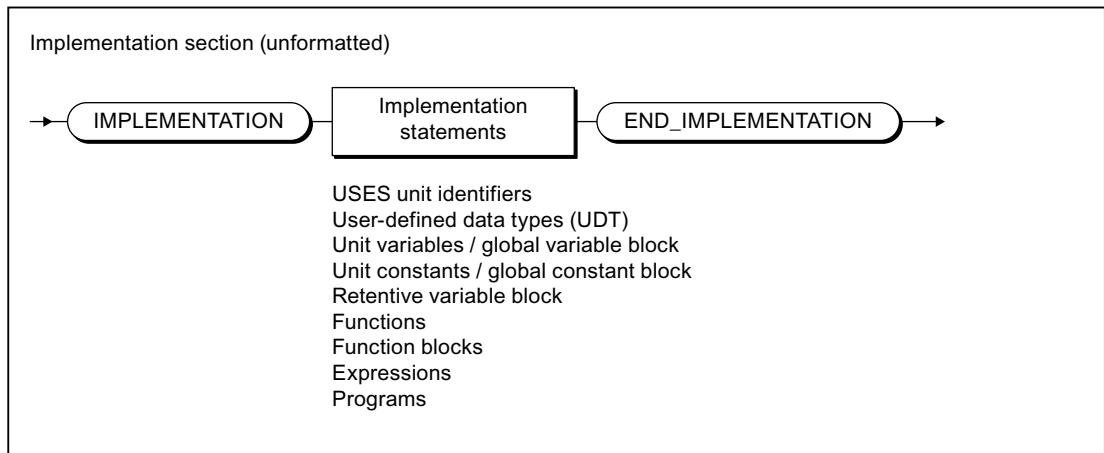 Implementation section (unformatted)
IMPLEMENTATION
Implementation
statements
END_IMPLEMENTATION
USES unit identifiers
User-defined data types (UDT)
Unit variables / global variable block
Unit constants / global constant block
Retentive variable block
Functions
Function blocks
Expressions
Programs